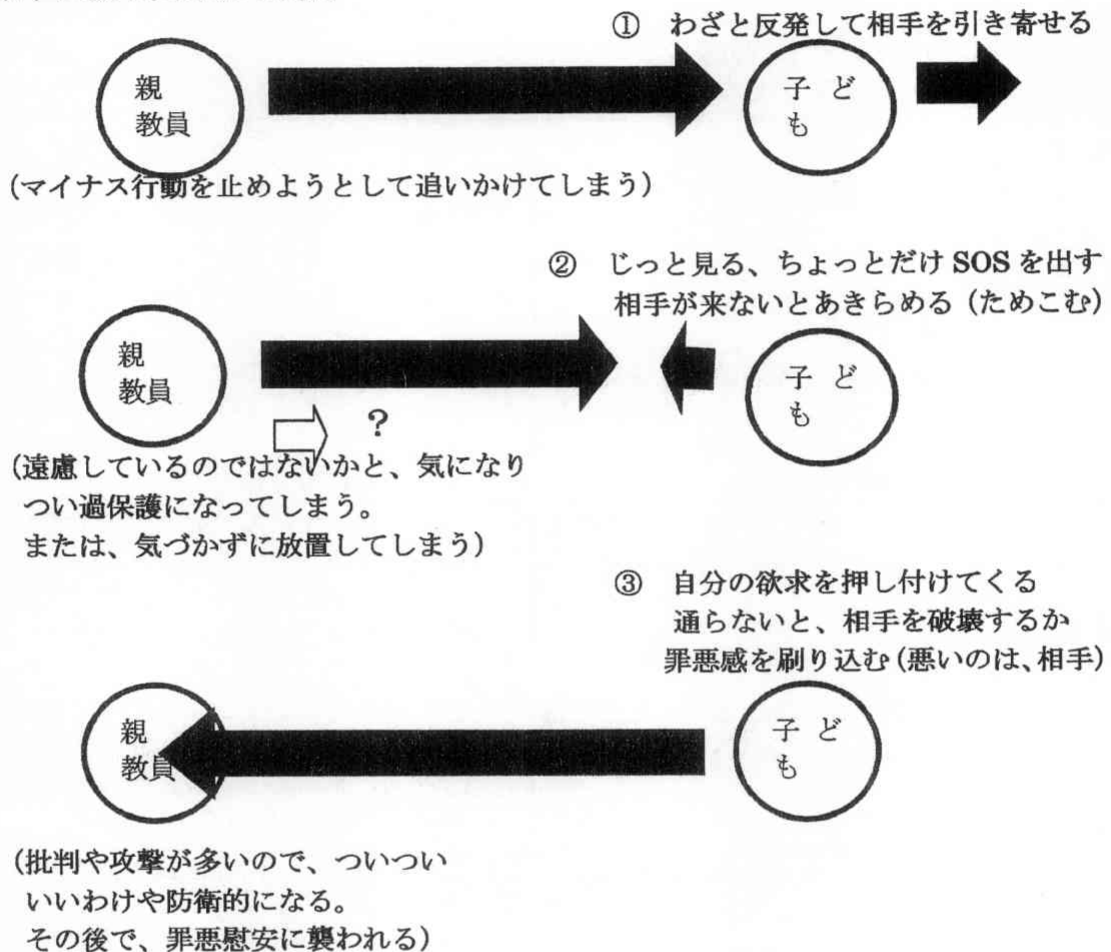 ① わざと反発して相手を引き寄せる
親
教員
子 ど
も
(マイナス行動を止めようとして追いかけてしまう)
② じっと見る、ちょっとだけ SOS を出す
相手が来ないとあきらめる (ためこむ)
親
教員
子 ど
も
?
(遠慮しているのではないかと、気になり
つい過保護になってしまう。
または、気づかずに放置してしまう)
③ 自分の欲求を押し付けてくる
通らないと、相手を破壊するか
罪悪感を刷り込む (悪いのは、相手)
親
教員
子 ど
も
(批判や攻撃が多いので、ついつい
いいわけや防衛的になる。
その後で、罪悪慰安に襲われる)